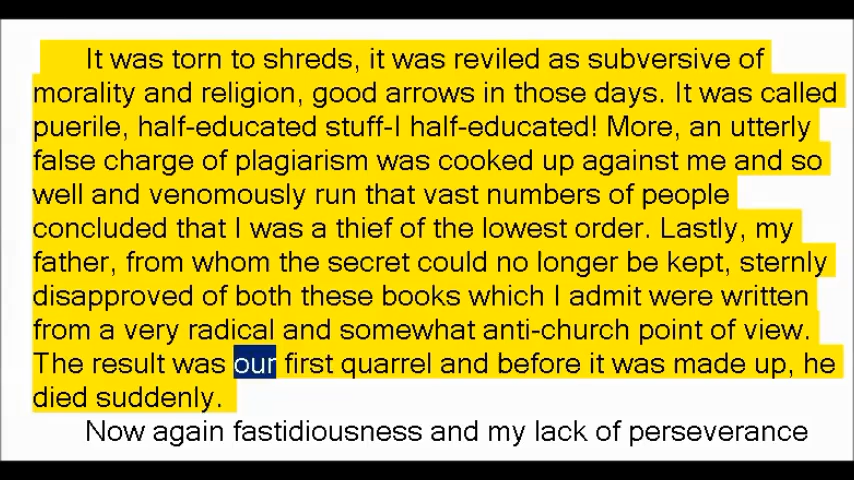 It was torn to shreds, it was reviled as subversive of
morality and religion, good arrows in those days. It was called
puerile, half-educated stuff-I half-educated! More, an utterly
false charge of plagiarism was cooked up against me and so
well and venomously run that vast numbers of people
concluded that I was a thief of the lowest order. Lastly, my
father, from whom the secret could no longer be kept, sternly
disapproved of both these books which I admit were written
from a very radical and somewhat anti-church point of view.
The result was our first quarrel and before it was made up, he
died suddenly.
Now again fastidiousness and my lack of perseverance